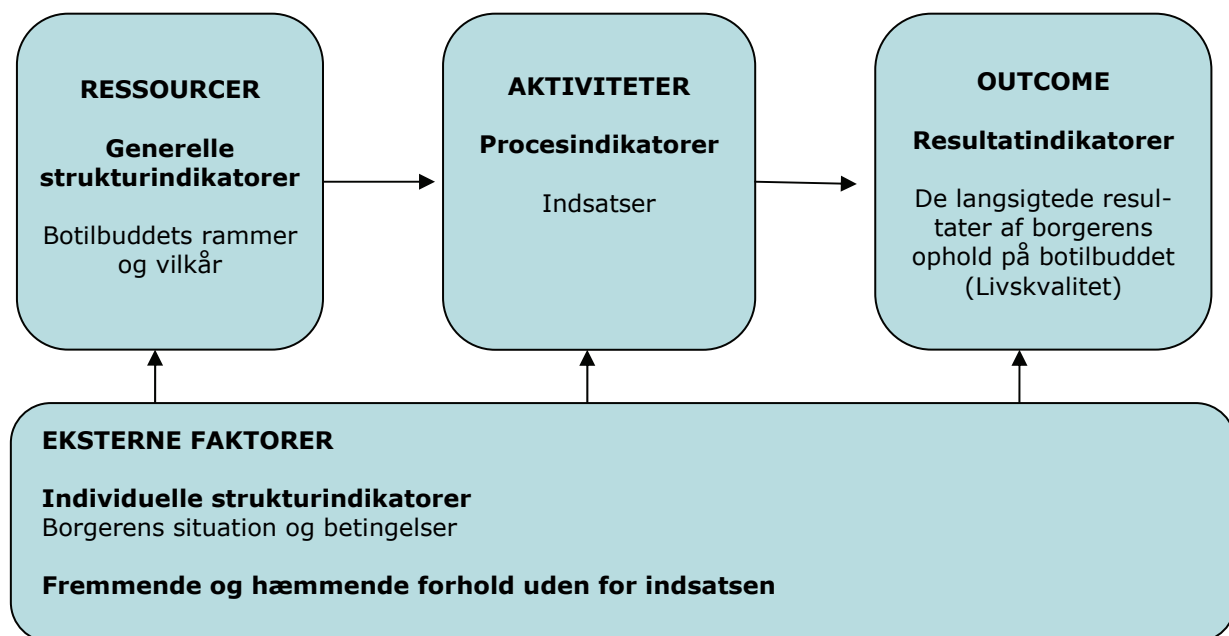 RESSOURCER
Generelle
strukturindikatorer
Botilbuddets rammer
og vilkår
AKTIVITETER
Procesindikatorer
Indsatser
OUTCOME
Resultatindikatorer
De langsigtede resul-
tater af borgerens
ophold på botilbuddet
(Livskvalitet)
EKSTERNE FAKTORER
Individuelle strukturindikatorer
Borgerens situation og betingelser
Fremmende og hæmmende forhold uden for indsatsen